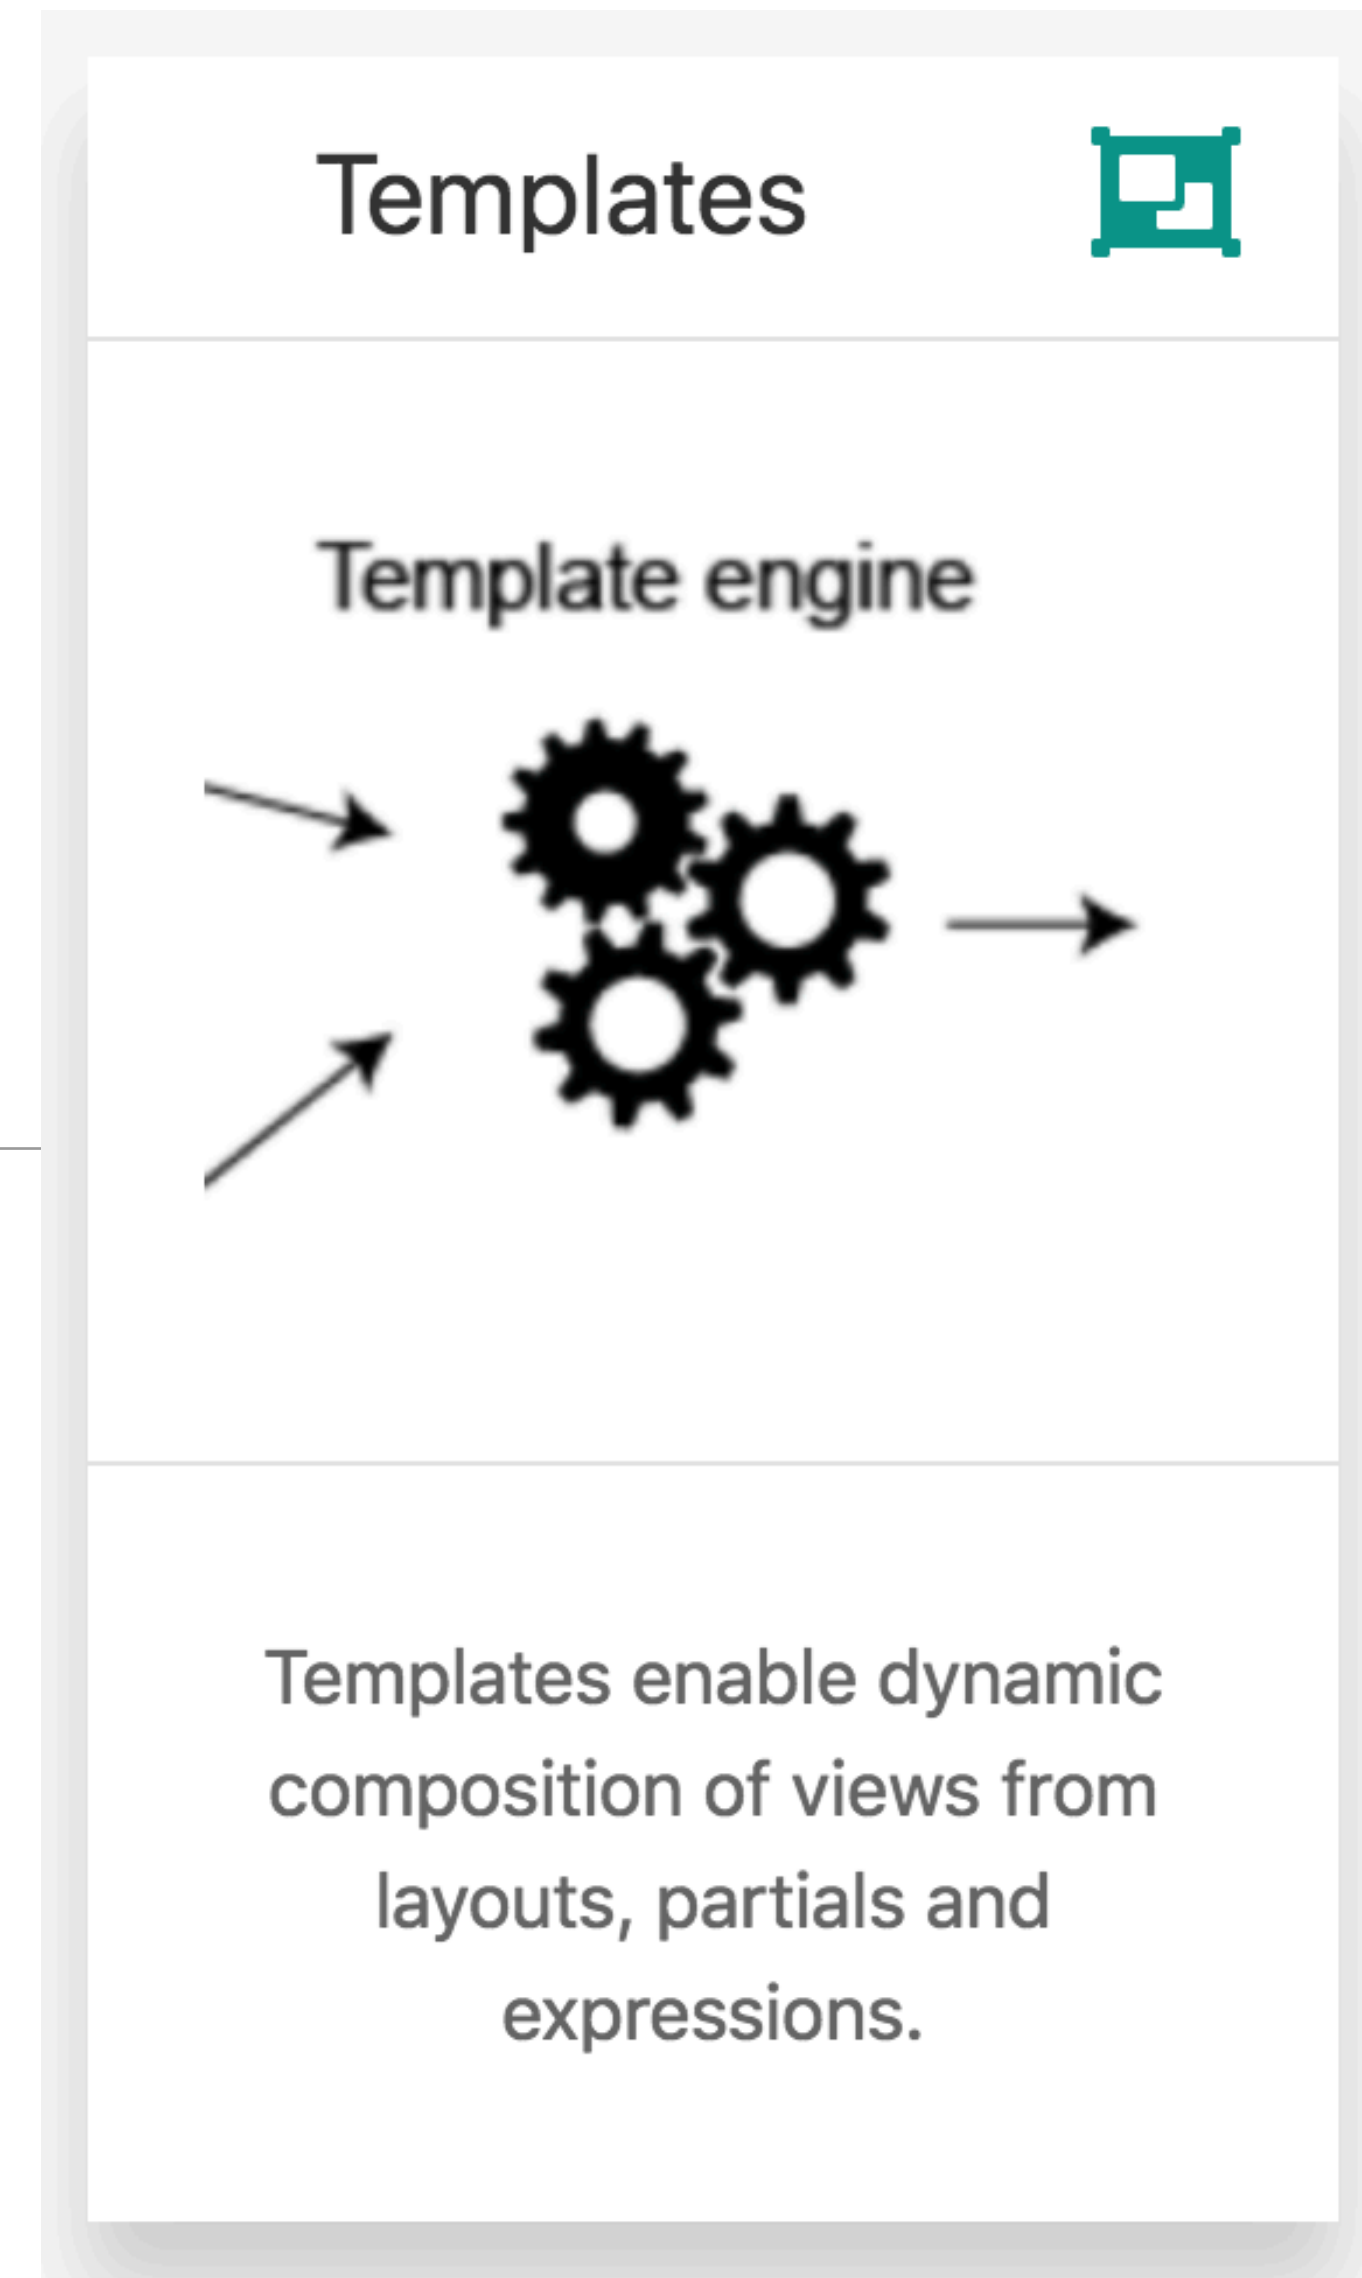 Templates
Template engine
Templates enable dynamic
composition of views from
layouts, partials and
expressions.